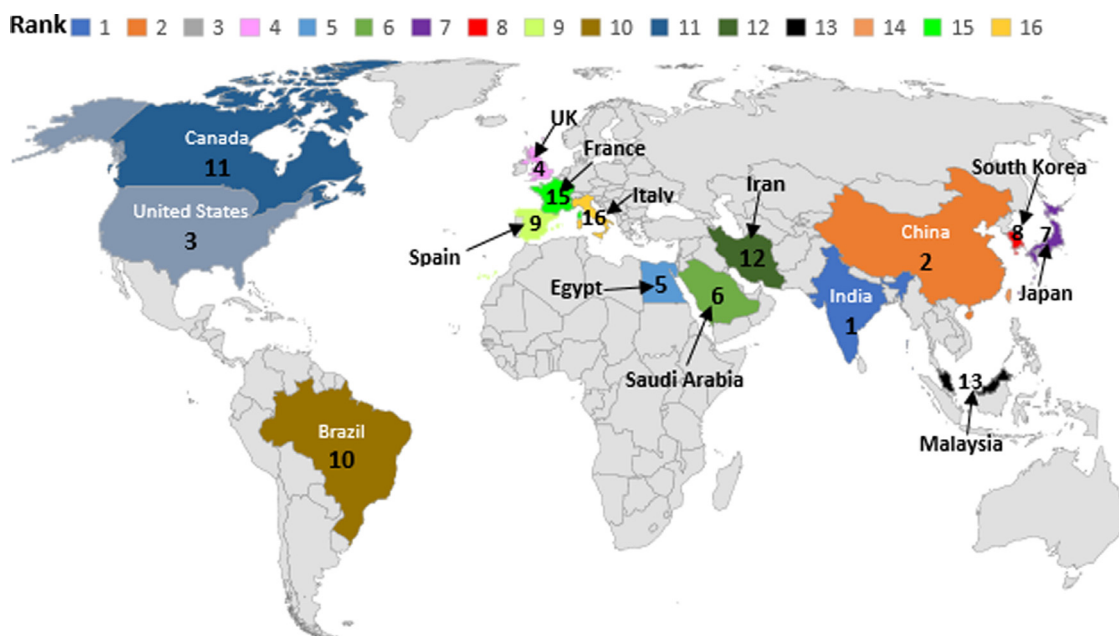 Rank 1 2 3 4 5 6 7 8 9 10 11 12 13 14 15 16
UK
Canada
11
France
4
South Korea
Iran
Italv
15
United States
3
16
9
China
2
8
7
Spain
12
Egypt
5
6
India
1
Japan
Saudi Arabia
13
Malaysia
Brazil
10